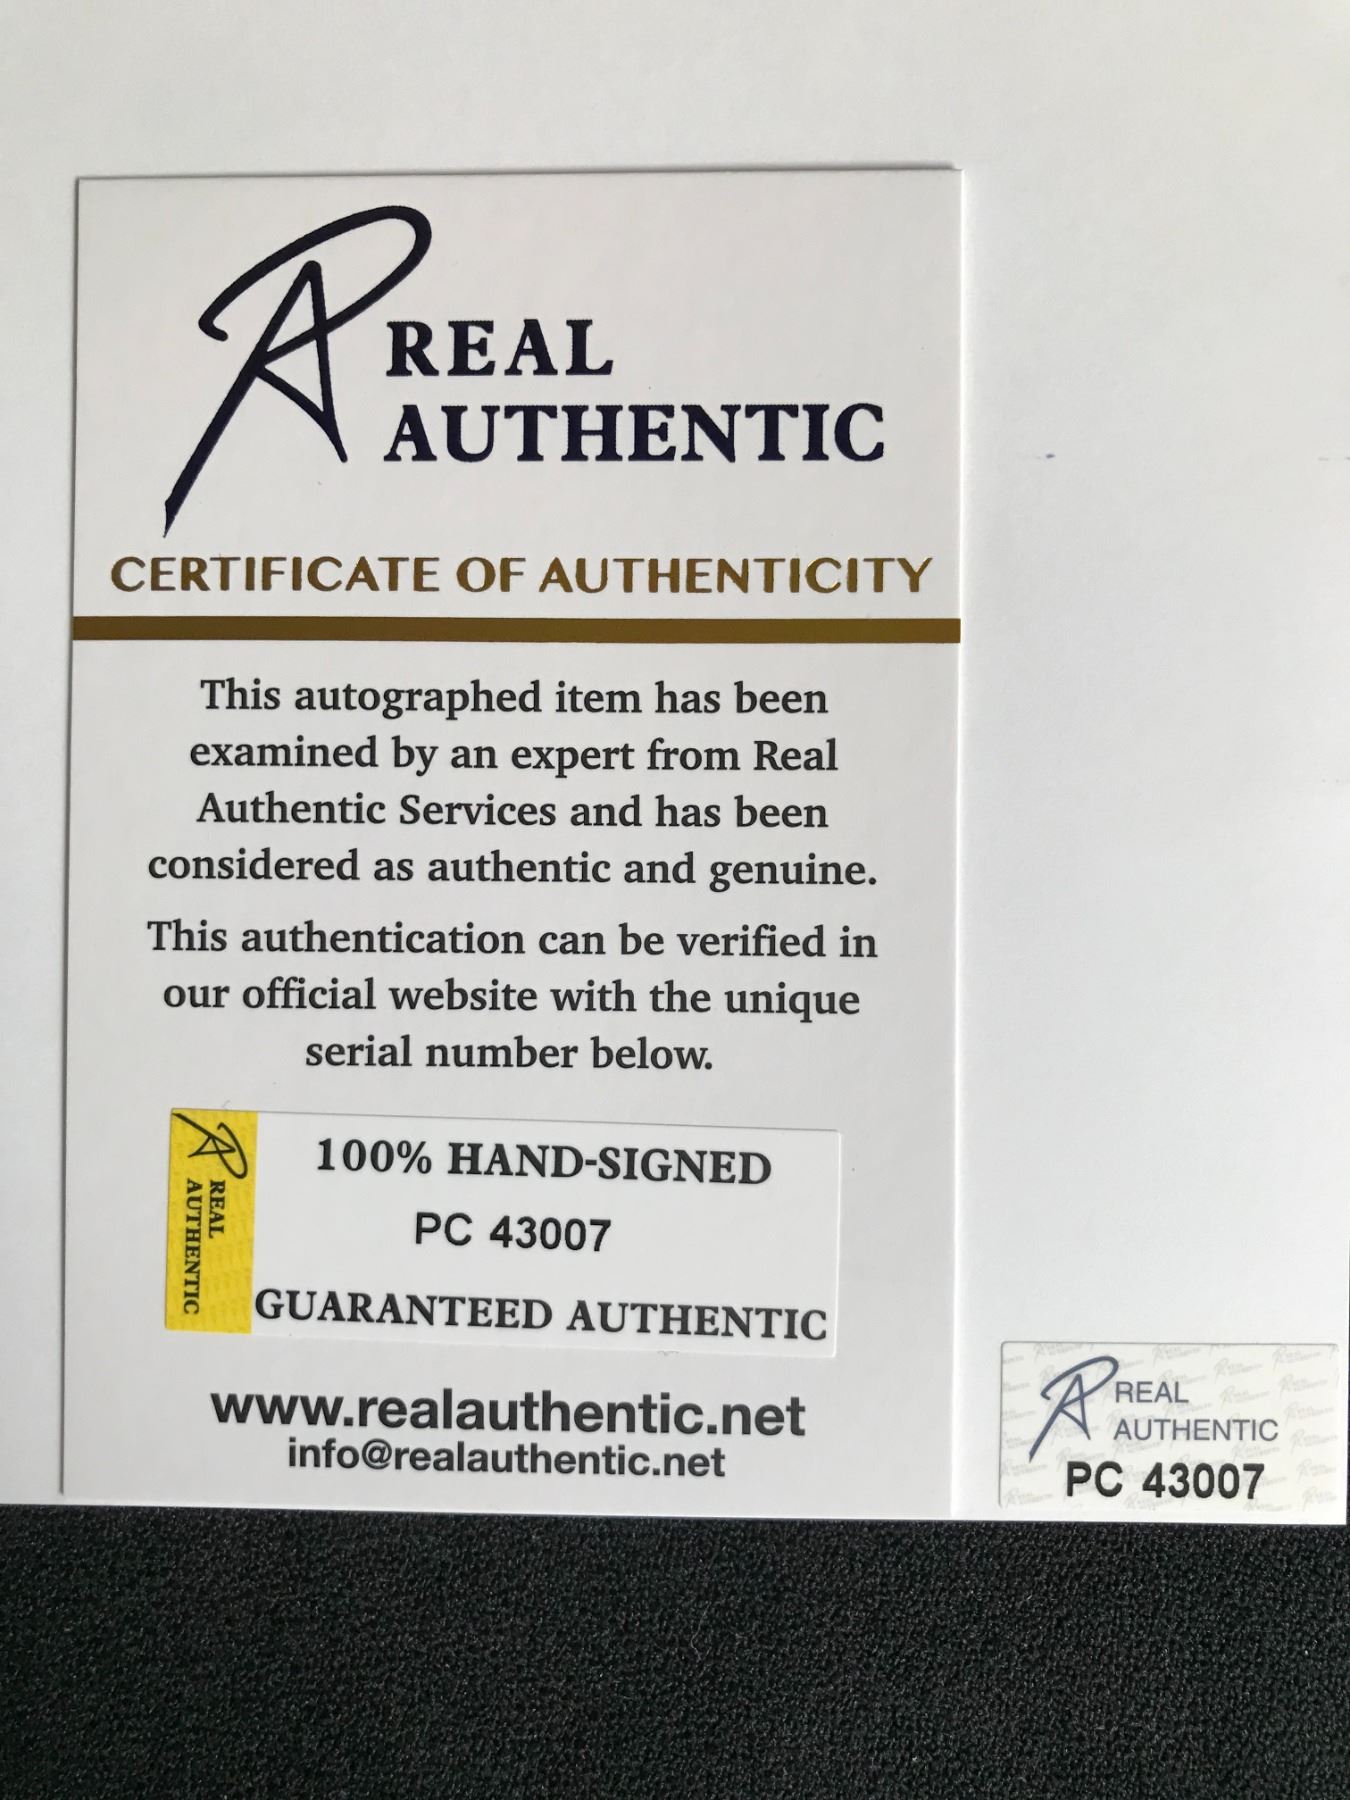 REAL
AUTHENTIC
CERTIFICATE OF AUTHENTICITY
This autographed item has been
examined by an expert from Real
Authentic Services and has been
considered as authentic and genuine.
This authentication can be verified in
our official website with the unique
serial number below.
REAL
AUTHENTIC
100% HAND-SIGNED
PC 43007
GUARANTEED AUTHENTIC
www.realauthentic.net
info@realauthentic.net
REAL
AUTHENTIC
PC 43007